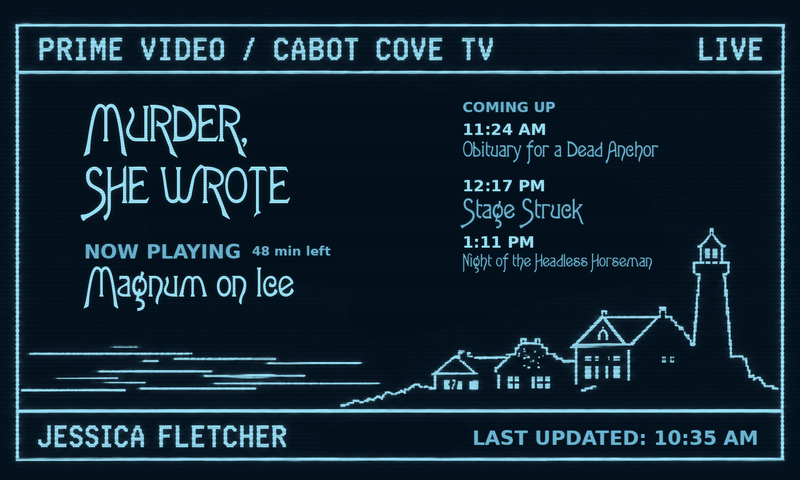 PRIME VIDEO / CABOT COVE TV
LIVE
MURDER,
SHE WROTE
NOW PLAYING 48 min left
Magnum on Ice
COMING UP
11:24 AM
Obituary for a Dead Anchor
12:17 PM
Stage Struck
1:11 PM
Night of the Headless Horseman
JESSICA FLETCHER
LAST UPDATED: 10:35 AM